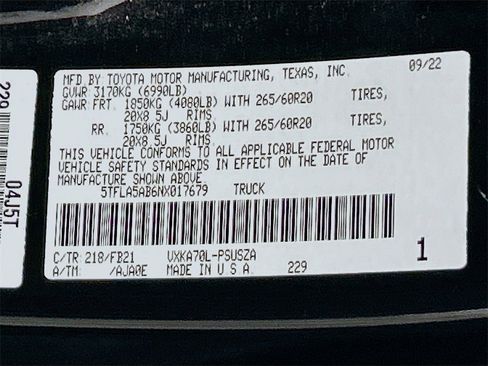 MFD BY TOYOTA MOTOR MANUFACTURING, TEXAS, INC. 09/22
GVWR 3170KG (6990LB)
GAWR FRT. 1850KG (4080LB) WITH 265/60R20 TIRES,
20X8.5J RIMS
RR. 1750KG (3860LB) WITH 265/60R20 TIRES,
20X8.5J RIMS
THIS VEHICLE CONFORMS TO ALL APPLICABLE FEDERAL MOTOR
VEHICLE SAFETY STANDARDS IN EFFECT ON THE DATE OF
MANUFACTURE SHOWN ABOVE.
5TFLA5AB6NX017679 TRUCK
C/TR: 218/FB21 VXKA70L-PSUSZA
A/TM: /AJA0E MADE IN U.S.A. 229 1
229
04J5T